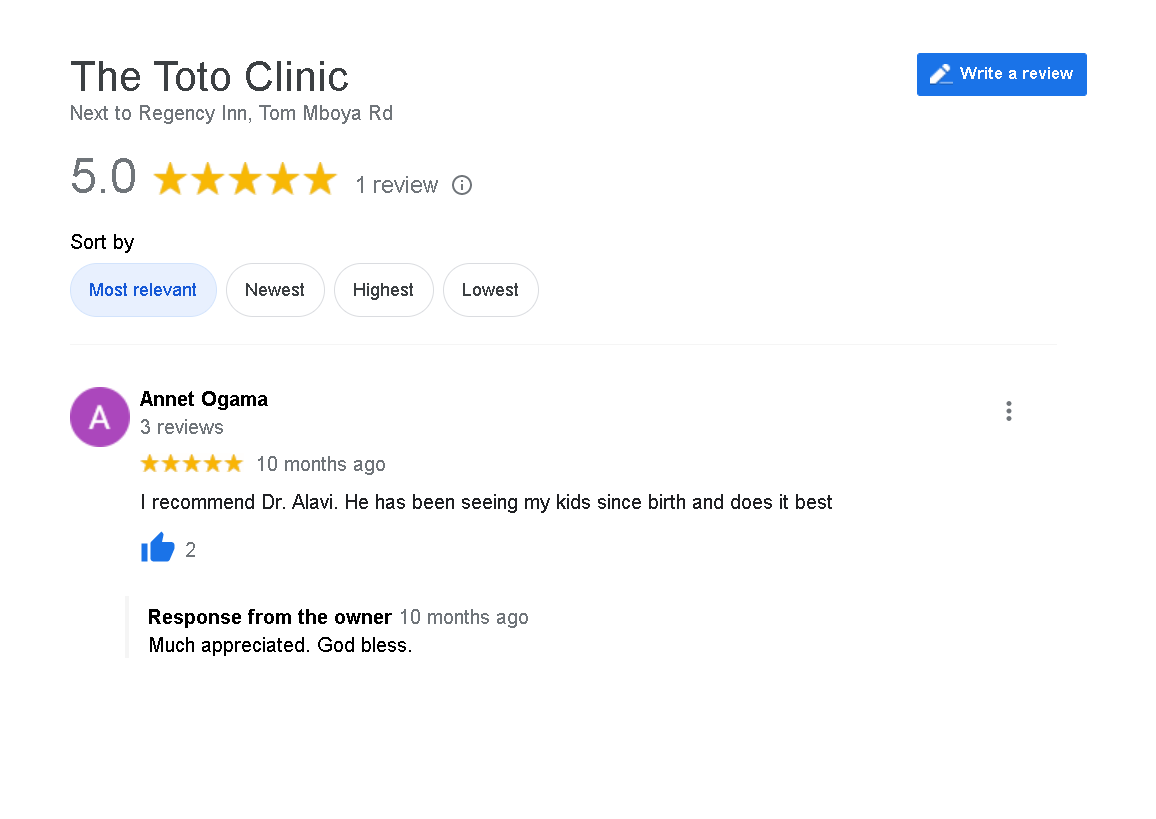 The Toto Clinic
Write a review
Next to Regency Inn, Tom Mboya Rd
5.0 1 review
Sort by
Most relevant Newest Highest Lowest
A
Annet Ogama
3 reviews
10 months ago
I recommend Dr. Alavi. He has been seeing my kids since birth and does it best
2
Response from the owner 10 months ago
Much appreciated. God bless.